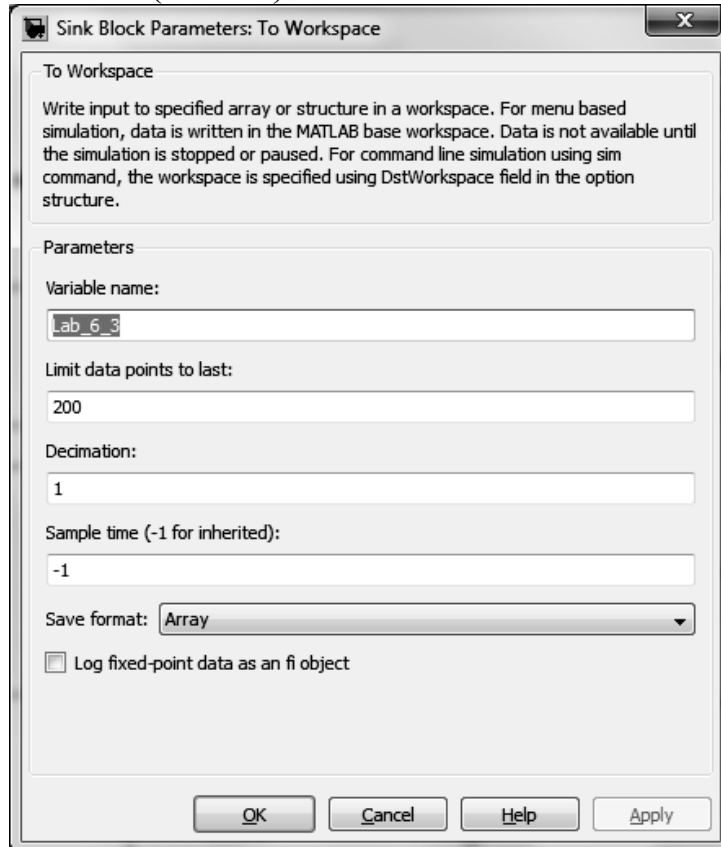 Sink Block Parameters: To Workspace
x
To Workspace
Write input to specified array or structure in a workspace. For menu based
simulation, data is written in the MATLAB base workspace. Data is not available until
the simulation is stopped or paused. For command line simulation using sim
command, the workspace is specified using DstWorkspace field in the option
structure.
Parameters
Variable name:
Lab_6_3
Limit data points to last:
200
Decimation:
1
Sample time (-1 for inherited):
-1
Save format: Array
Log fixed-point data as an fi object
OK Cancel Help Apply